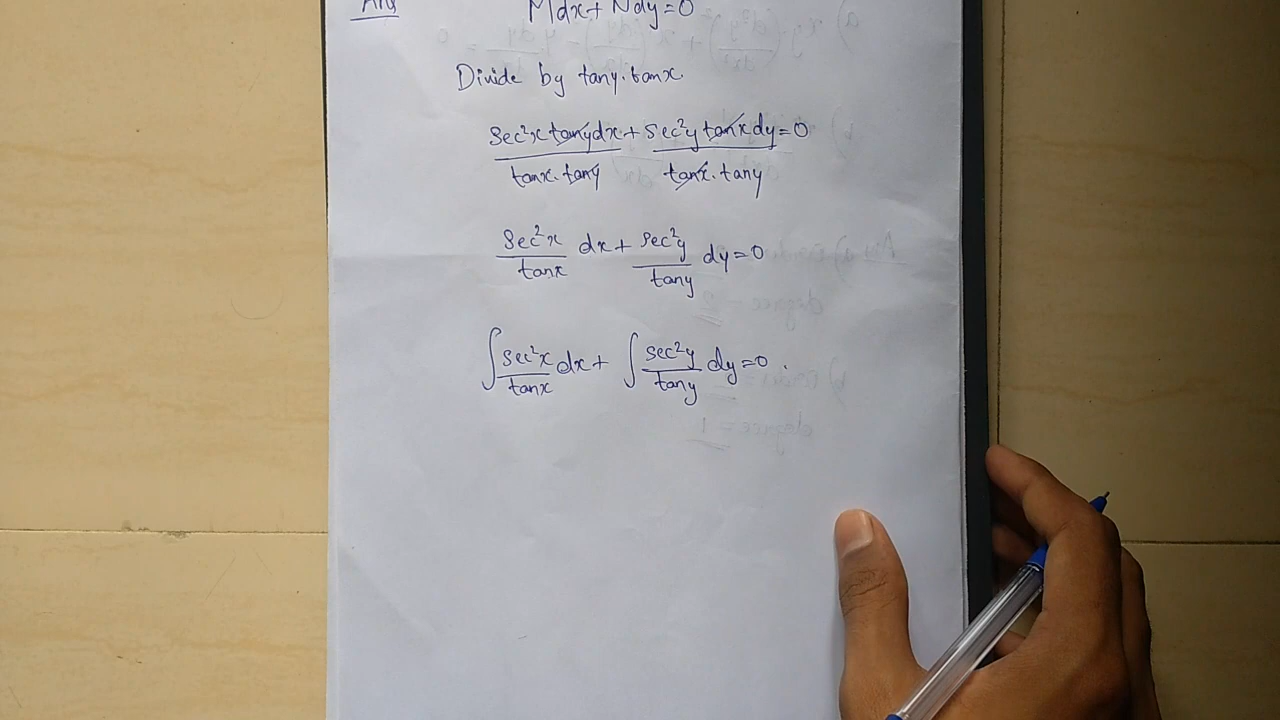 Ans Mdx + Ndy = 0
Divide by tany.tanx.
sec²x tany dx / tanx.tany + sec²y tanx dy / tanx.tany = 0
sec²x / tanx dx + sec²y / tany dy = 0
∫ sec²x / tanx dx + ∫ sec²y / tany dy = 0 .